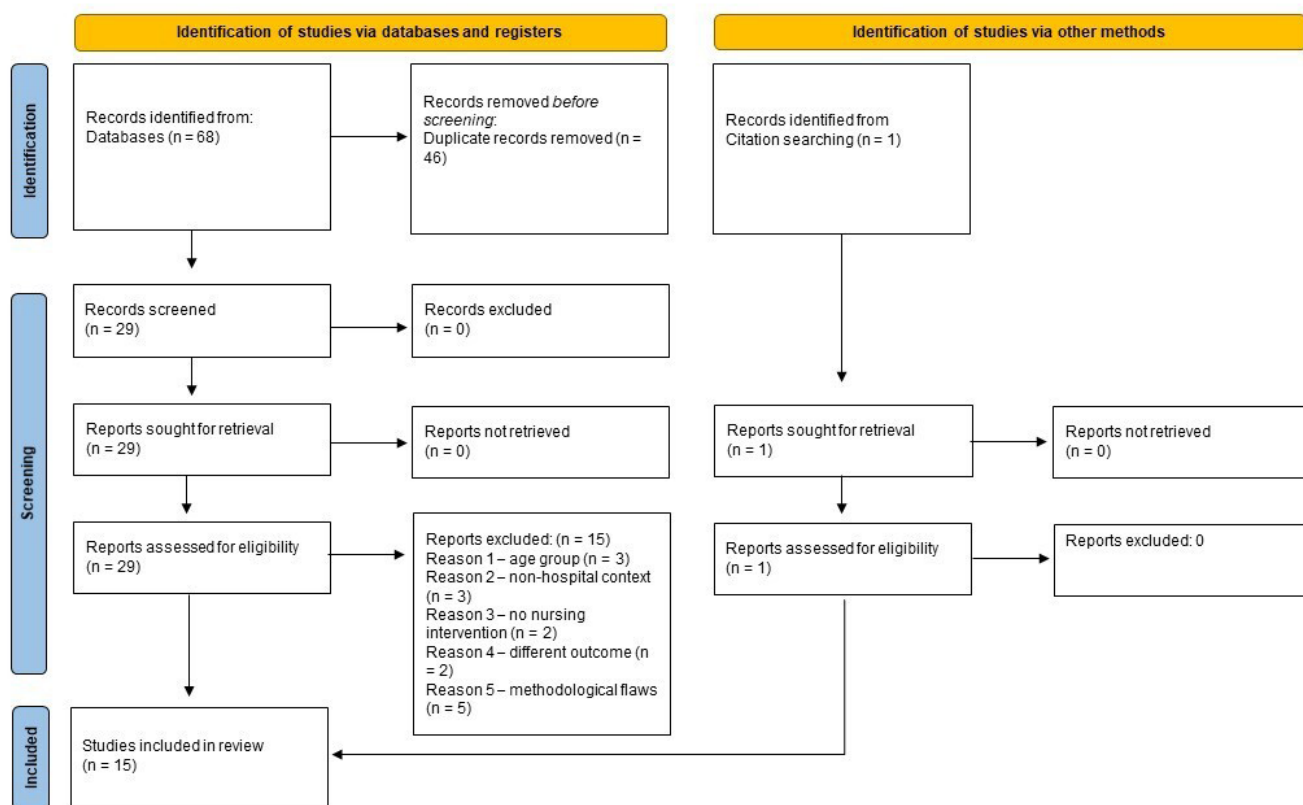 Identification of studies via databases and registers
Identification of studies via other methods
Identification
Records identified from:
Databases (n = 68)
Records removed before
screening:
Duplicate records removed (n =
46)
Records identified from
Citation searching (n = 1)
Screening
Records screened
(n = 29)
Records excluded
(n = 0)
Reports sought for retrieval
(n = 29)
Reports not retrieved
(n = 0)
Reports sought for retrieval
(n = 1)
Reports not retrieved
(n = 0)
Reports assessed for eligibility
(n = 29)
Reports excluded: (n = 15)
Reason 1 – age group (n = 3)
Reason 2 – non-hospital context
(n = 3)
Reason 3 – no nursing
intervention (n = 2)
Reason 4 – different outcome (n
= 2)
Reason 5 – methodological flaws
(n = 5)
Reports assessed for eligibility
(n = 1)
Reports excluded: 0
Included
Studies included in review
(n = 15)